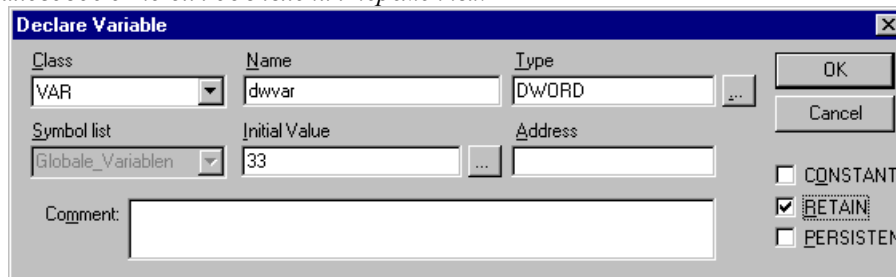 Declare Variable
Class Name Type
VAR dwvar DWORD ... OK
Cancel
Symbol list Initial Value Address
Globale_Variablen 33 ...
CONSTANT
Comment: RETAIN
PERSISTEN